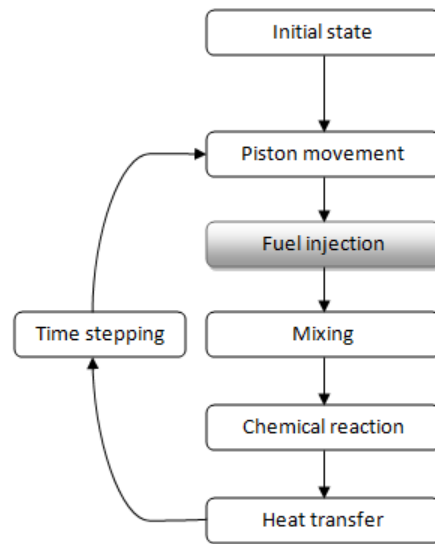 Initial state
Piston movement
Fuel injection
Mixing
Time stepping
Chemical reaction
Heat transfer